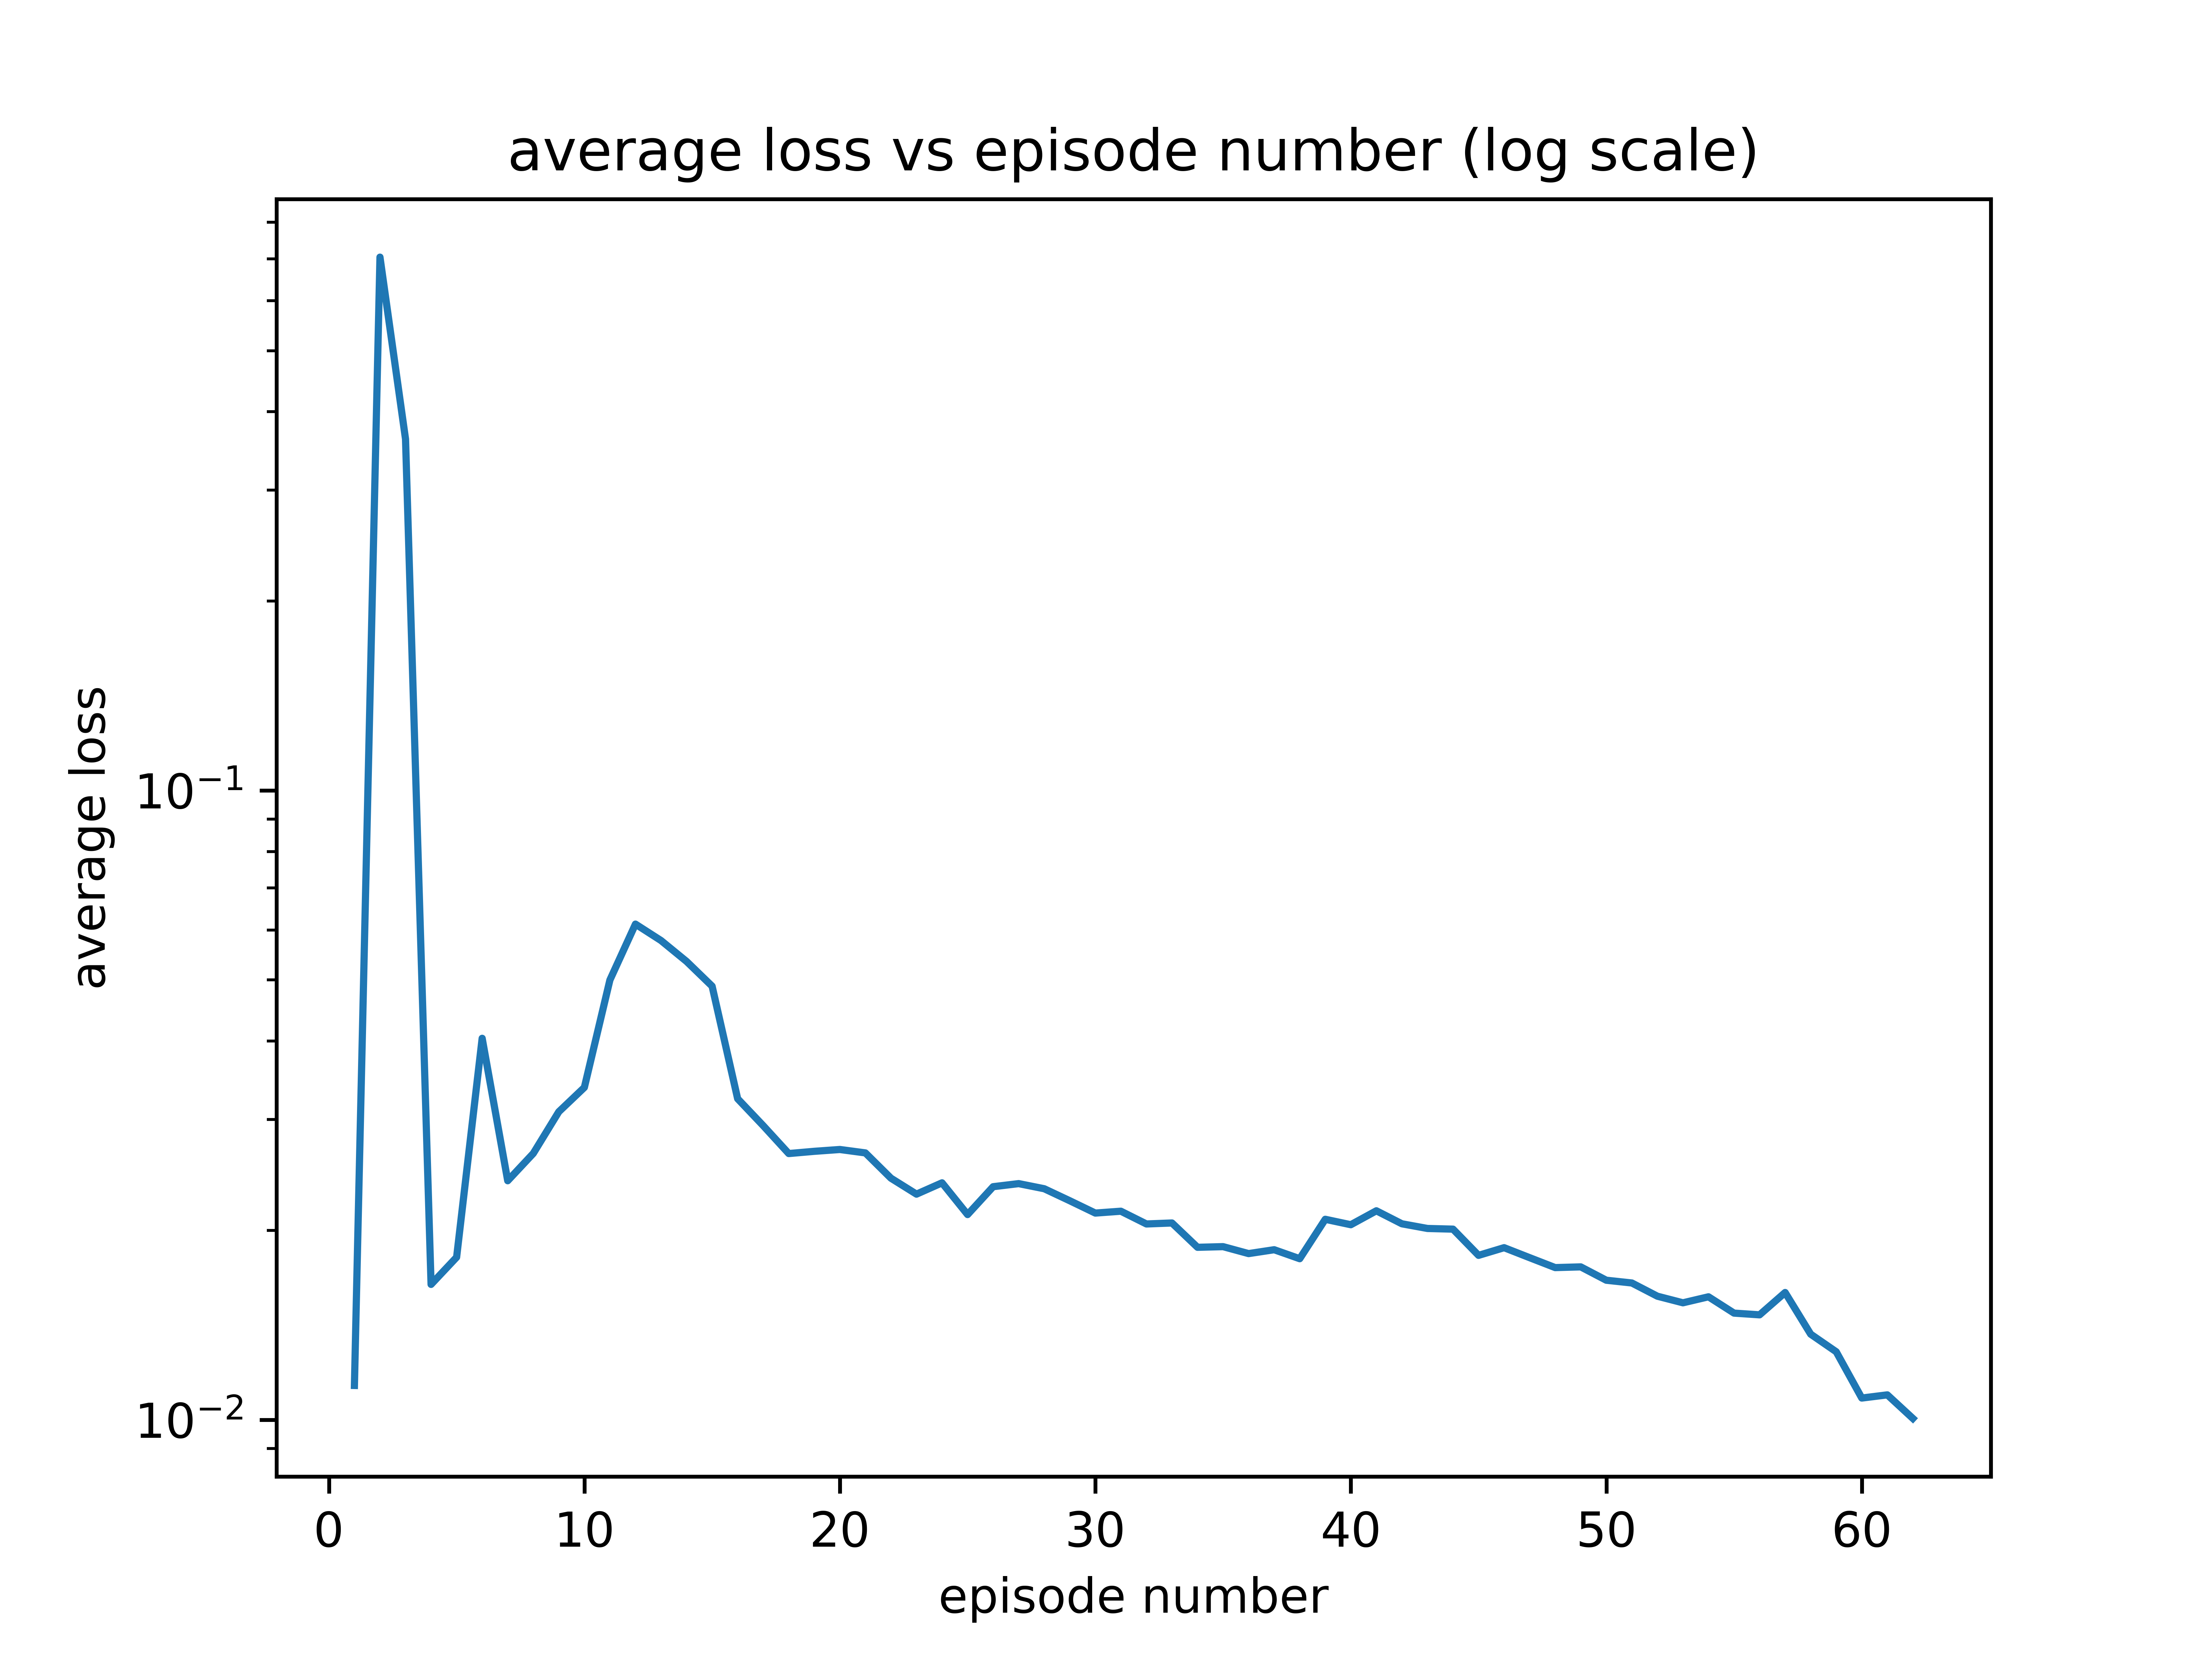 average loss vs episode number (log scale)
average loss
10⁻¹
10⁻²
0 10 20 30 40 50 60
episode number